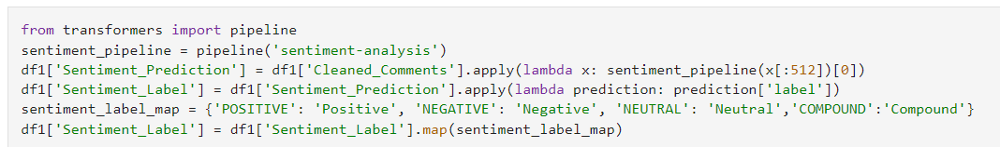 from transformers import pipeline
sentiment_pipeline = pipeline('sentiment-analysis')
df1['Sentiment_Prediction'] = df1['Cleaned_Comments'].apply(lambda x: sentiment_pipeline(x[:512])[0])
df1['Sentiment_Label'] = df1['Sentiment_Prediction'].apply(lambda prediction: prediction['label'])
sentiment_label_map = {'POSITIVE': 'Positive', 'NEGATIVE': 'Negative', 'NEUTRAL': 'Neutral','COMPOUND':'Compound'}
df1['Sentiment_Label'] = df1['Sentiment_Label'].map(sentiment_label_map)